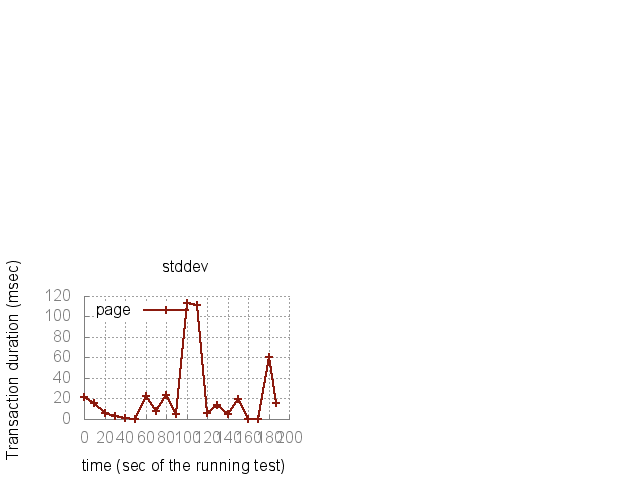 stddev
Transaction duration (msec)
120
100
80
60
40
20
0
page
0 20 40 60 80 100 120 140 160 180 200
time (sec of the running test)